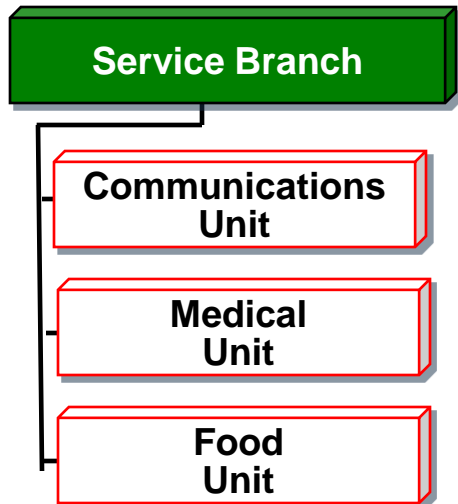 Service Branch
Communications
Unit
Medical
Unit
Food
Unit